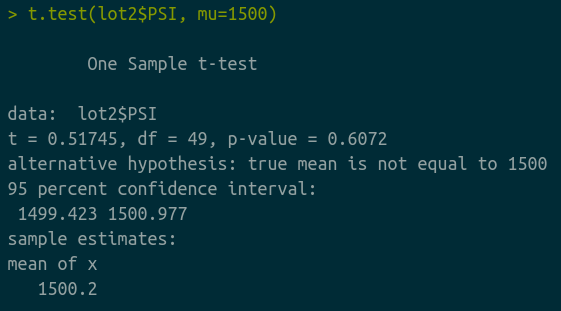 > t.test(lot2$PSI, mu=1500)
One Sample t-test
data:  lot2$PSI
t = 0.51745, df = 49, p-value = 0.6072
alternative hypothesis: true mean is not equal to 1500
95 percent confidence interval:
1499.423 1500.977
sample estimates:
mean of x
1500.2